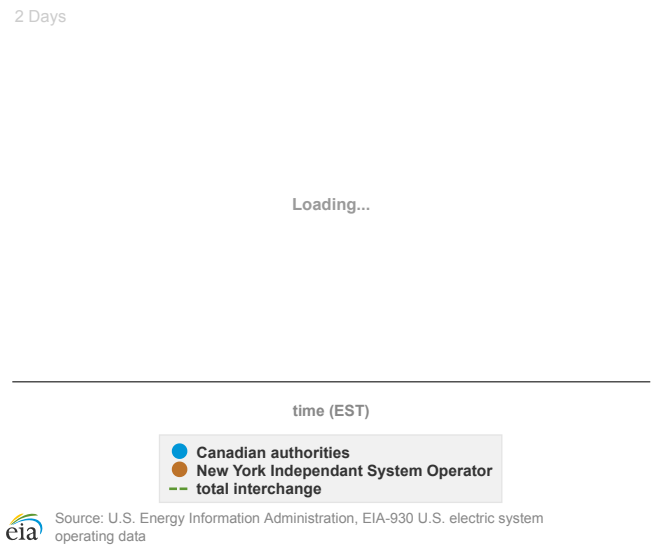 2 Days
Loading...
time (EST)
Canadian authorities
New York Independant System Operator
total interchange
eia
Source: U.S. Energy Information Administration, EIA-930 U.S. electric system
operating data